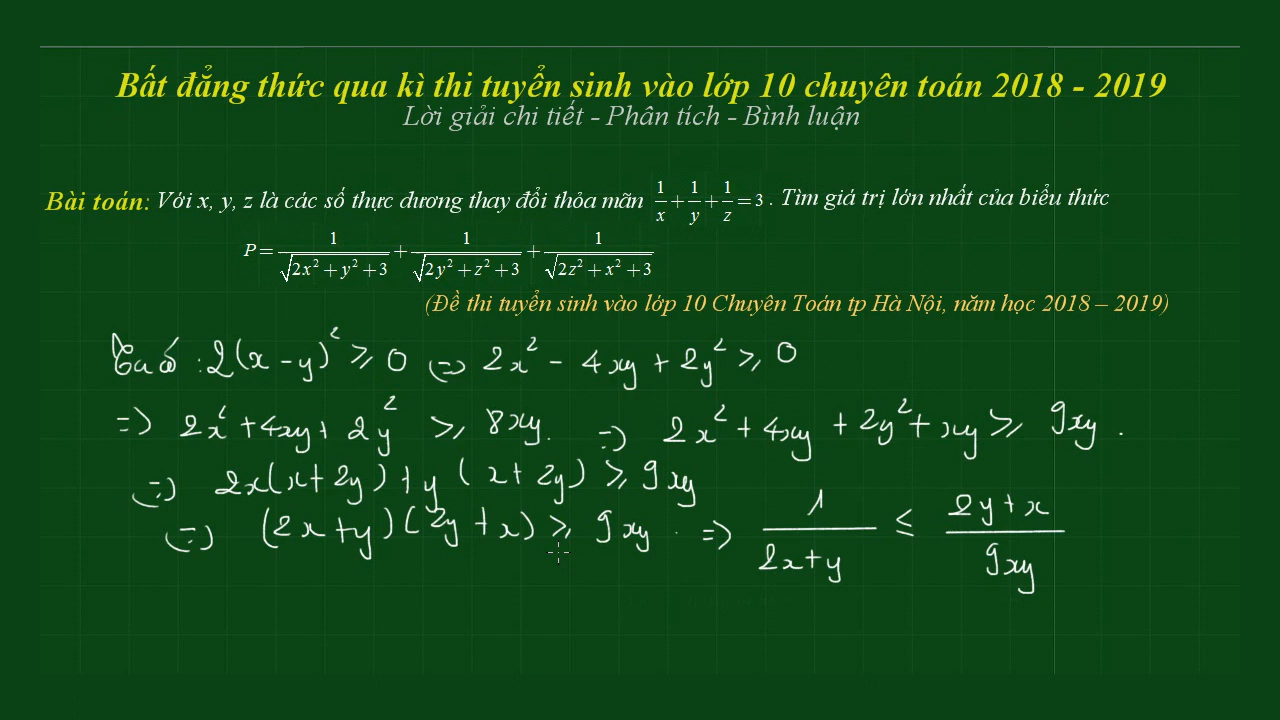 Bất đẳng thức qua kì thi tuyển sinh vào lớp 10 chuyên toán 2018 - 2019
Lời giải chi tiết - Phân tích - Bình luận
Bài toán: Với x, y, z là các số thực dương thay đổi thỏa mãn 1/x + 1/y + 1/z = 3. Tìm giá trị lớn nhất của biểu thức
P = 1/√(2x² + y² + 3) + 1/√(2y² + z² + 3) + 1/√(2z² + x² + 3)
(Đề thi tuyển sinh vào lớp 10 Chuyên Toán tp Hà Nội, năm học 2018 – 2019)
Ta có : 2(x - y)² ⩾ 0 (=) 2x² - 4xy + 2y² ⩾ 0
=> 2x² + 4xy + 2y² ⩾ 8xy. => 2x² + 4xy + 2y² + xy ⩾ 9xy .
(=) 2x(x + 2y) + y(x + 2y) ⩾ 9xy
(=) (2x + y)(2y + x) ⩾ 9xy . => 1/(2x + y) ≤ (2y + x)/(9xy)